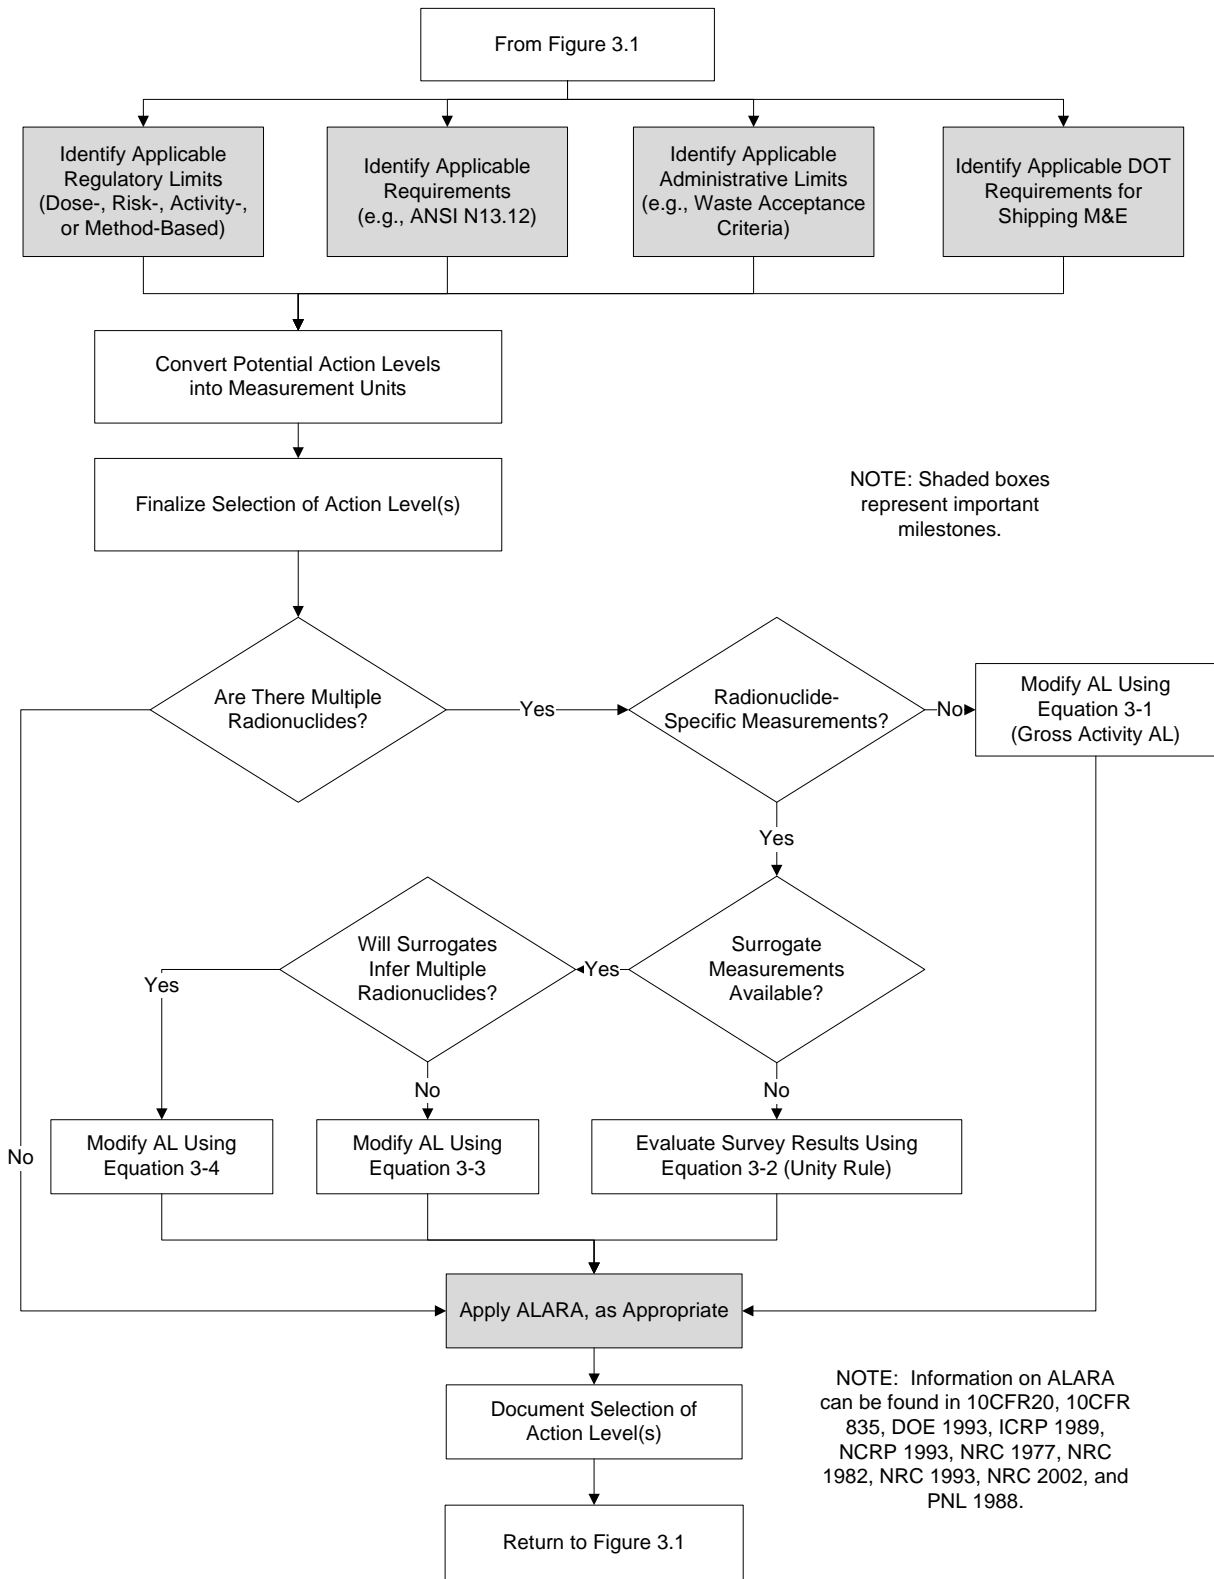 From Figure 3.1
Identify Applicable
Regulatory Limits
(Dose-, Risk-, Activity-,
or Method-Based)
Identify Applicable
Requirements
(e.g., ANSI N13.12)
Identify Applicable
Administrative Limits
(e.g., Waste Acceptance
Criteria)
Identify Applicable DOT
Requirements for
Shipping M&E
Convert Potential Action Levels
into Measurement Units
Finalize Selection of Action Level(s)
NOTE: Shaded boxes
represent important
milestones.
Are There Multiple
Radionuclides?
Yes
Radionuclide-
Specific Measurements?
No
Modify AL Using
Equation 3-1
(Gross Activity AL)
Yes
Will Surrogates
Infer Multiple
Radionuclides?
Yes
Surrogate
Measurements
Available?
Yes
No
No
No
Modify AL Using
Equation 3-4
Modify AL Using
Equation 3-3
Evaluate Survey Results Using
Equation 3-2 (Unity Rule)
Apply ALARA, as Appropriate
Document Selection of
Action Level(s)
NOTE: Information on ALARA
can be found in 10CFR20, 10CFR
835, DOE 1993, ICRP 1989,
NCRP 1993, NRC 1977, NRC
1982, NRC 1993, NRC 2002, and
PNL 1988.
Return to Figure 3.1